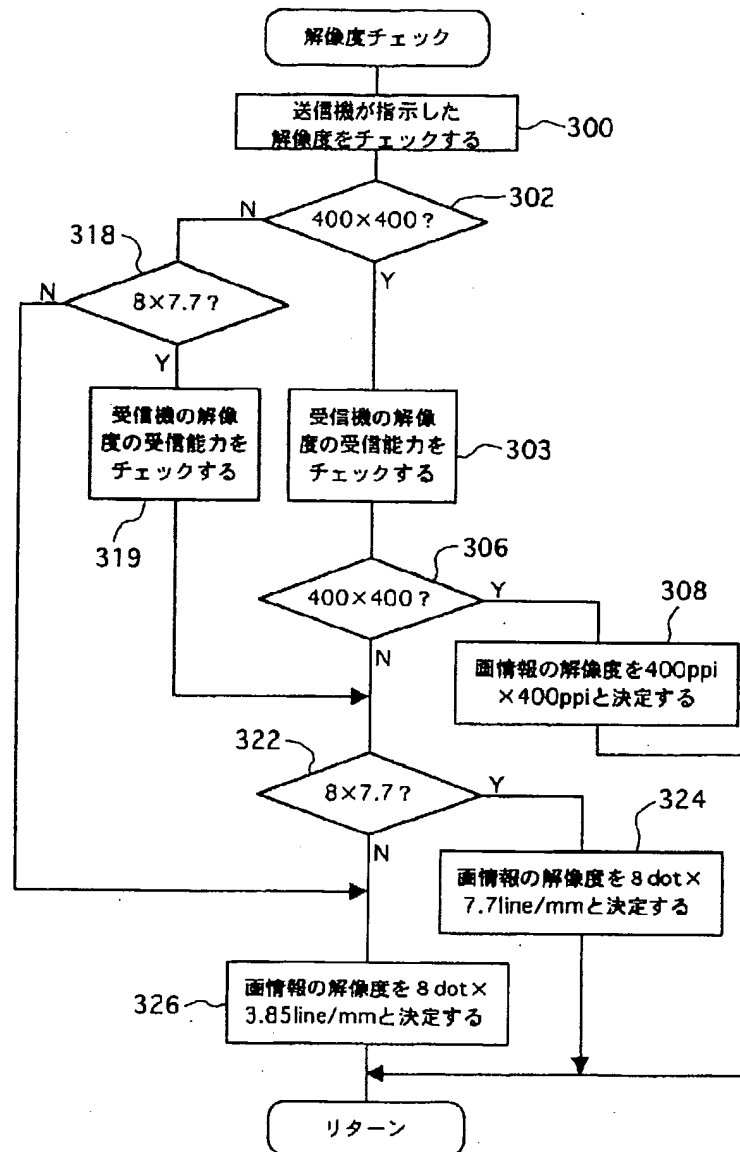 解像度チェック
送信機が指示した
解像度をチェックする
300
302
400×400?
N
Y
318
8×7.7?
N
Y
受信機の解像
度の受信能力を
チェックする
319
受信機の解像
度の受信能力を
チェックする
303
306
400×400?
Y
N
308
画情報の解像度を400ppi
×400ppiと決定する
322
8×7.7?
Y
N
324
画情報の解像度を8dot×
7.7line/mmと決定する
326
画情報の解像度を8dot×
3.85line/mmと決定する
リターン